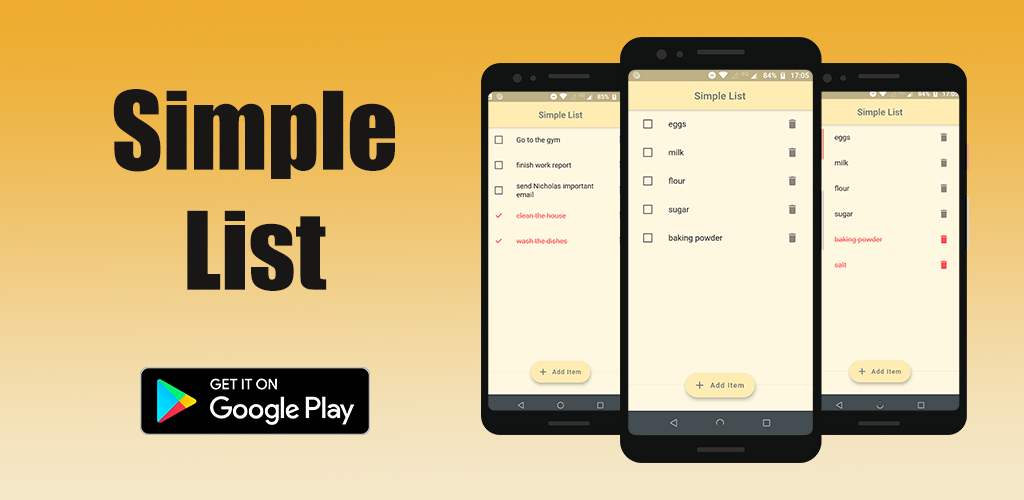 Simple
List
GET IT ON
Google Play
85%
Simple List
Go to the gym
finish work report
send Nicholas important
email
clean the house
wash the dishes
+ Add Item
4G 84% 17:05
Simple List
eggs
milk
flour
sugar
baking powder
+ Add Item
84% 17:05
Simple List
eggs
milk
flour
sugar
baking powder
salt
+ Add Item